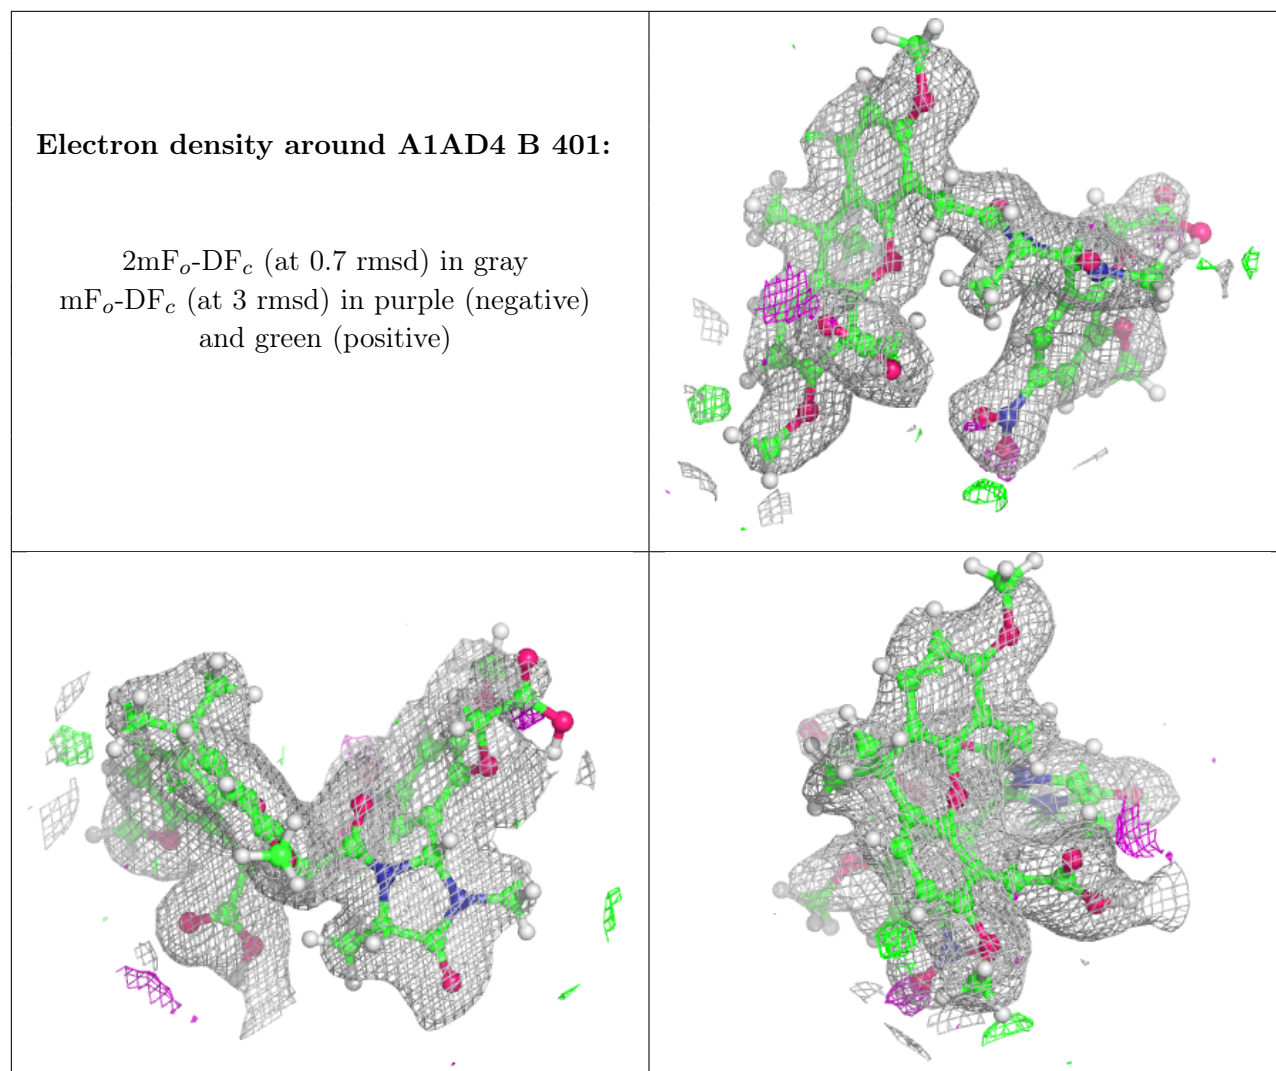 Electron density around A1AD4 B 401:
2mFo-DFc (at 0.7 rmsd) in gray
mFo-DFc (at 3 rmsd) in purple (negative)
and green (positive)